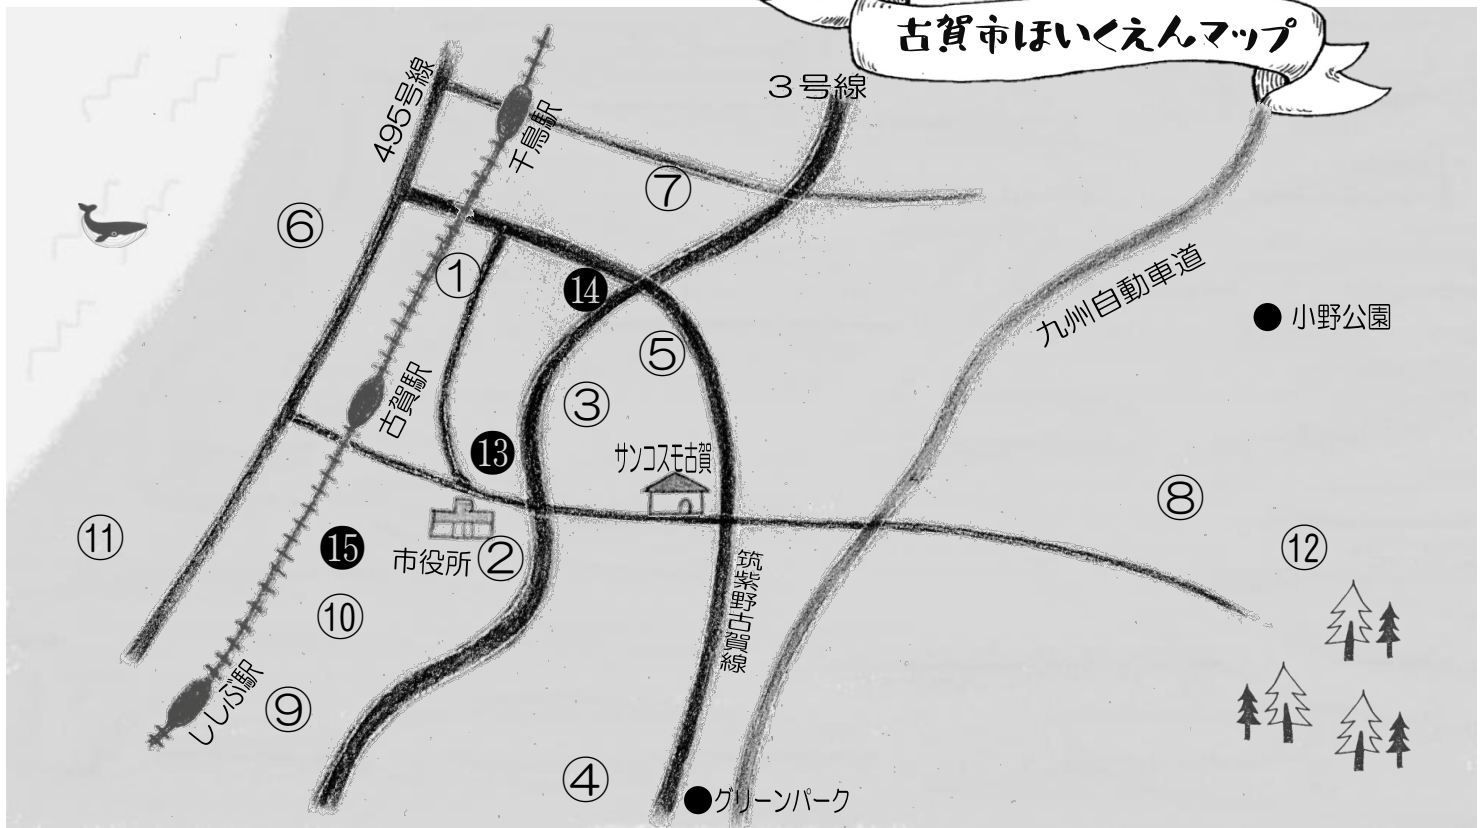 古賀市ほいくえんマップ
3号線
495号線
千鳥駅
⑦
⑥
①
⓮
九州自動車道
小野公園
⑤
古賀駅
③
⓭
サンコスモ古賀
⑧
⑪
⓯
市役所
②
⑫
筑紫野古賀線
⑩
ししぶ駅
⑨
④
グリーンパーク